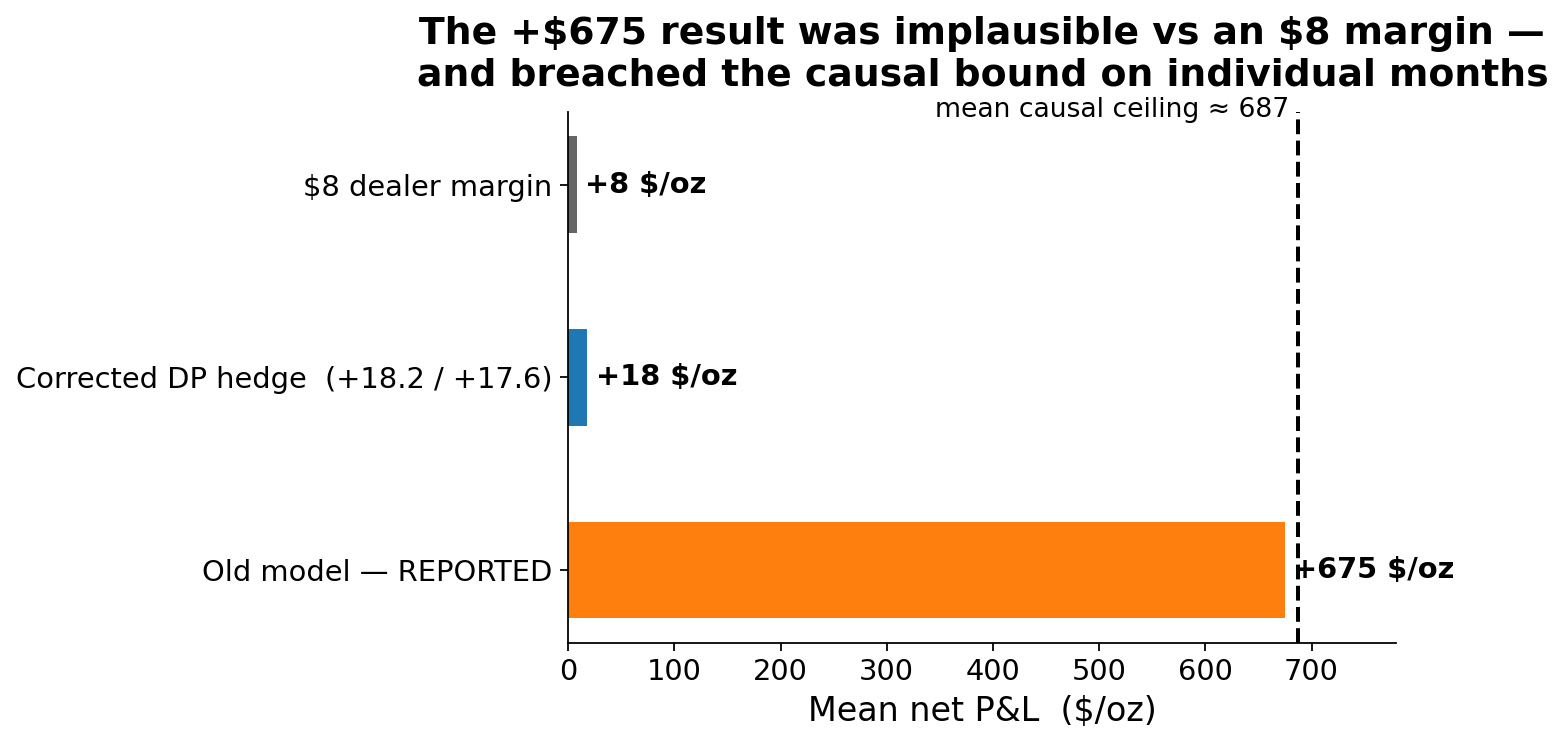 The +$675 result was implausible vs an $8 margin —
and breached the causal bound on individual months
mean causal ceiling ≈ 687
$8 dealer margin
+8 $/oz
Corrected DP hedge  (+18.2 / +17.6)
+18 $/oz
Old model — REPORTED
+675 $/oz
0 100 200 300 400 500 600 700
Mean net P&L  ($/oz)